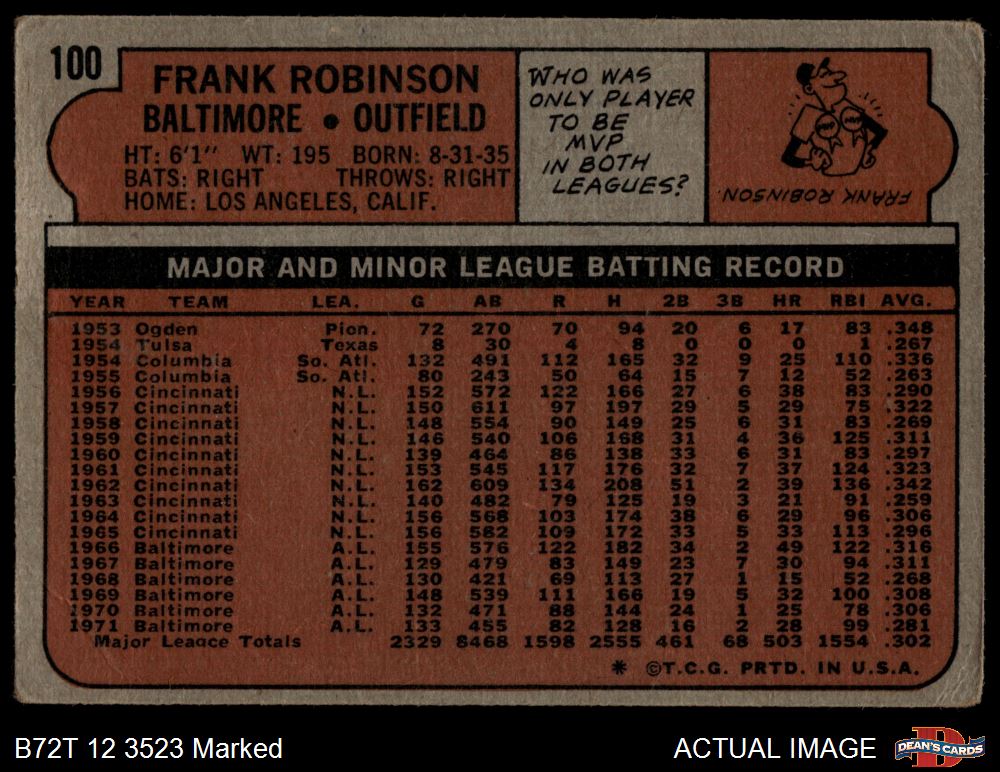 100
FRANK ROBINSON
BALTIMORE • OUTFIELD
HT: 6'1" WT: 195 BORN: 8-31-35
BATS: RIGHT THROWS: RIGHT
HOME: LOS ANGELES, CALIF.
WHO WAS
ONLY PLAYER
TO BE
MVP
IN BOTH
LEAGUES?
FRANK ROBINSON.
MAJOR AND MINOR LEAGUE BATTING RECORD
YEAR TEAM LEA. G AB R H 2B 3B HR RBI AVG.
1953 Ogden Pion. 72 270 70 94 20 6 17 83 .348
1954 Tulsa Texas 8 30 4 8 0 0 0 1 .267
1954 Columbia So. Atl. 132 491 112 165 32 9 25 110 .336
1955 Columbia So. Atl. 80 243 50 64 15 7 12 52 .263
1956 Cincinnati N.L. 152 572 122 166 27 6 38 83 .290
1957 Cincinnati N.L. 150 611 97 197 29 5 29 75 .322
1958 Cincinnati N.L. 148 554 90 149 25 6 31 83 .269
1959 Cincinnati N.L. 146 540 106 168 31 4 36 125 .311
1960 Cincinnati N.L. 139 464 86 138 33 6 31 83 .297
1961 Cincinnati N.L. 153 545 117 176 32 7 37 124 .323
1962 Cincinnati N.L. 162 609 134 208 51 2 39 136 .342
1963 Cincinnati N.L. 140 482 79 125 19 3 21 91 .259
1964 Cincinnati N.L. 156 568 103 174 38 6 29 96 .306
1965 Cincinnati N.L. 156 582 109 172 33 5 33 113 .296
1966 Baltimore A.L. 155 576 122 182 34 2 49 122 .316
1967 Baltimore A.L. 129 479 83 149 23 7 30 94 .311
1968 Baltimore A.L. 130 421 69 113 27 1 15 52 .268
1969 Baltimore A.L. 148 539 111 166 19 5 32 100 .308
1970 Baltimore A.L. 132 471 88 144 24 1 25 78 .306
1971 Baltimore A.L. 133 455 82 128 16 2 28 99 .281
Major League Totals 2329 8468 1598 2555 461 68 503 1554 .302
* ©T.C.G. PRTD. IN U.S.A.
B72T 12 3523 Marked
ACTUAL IMAGE
DEAN'S CARDS